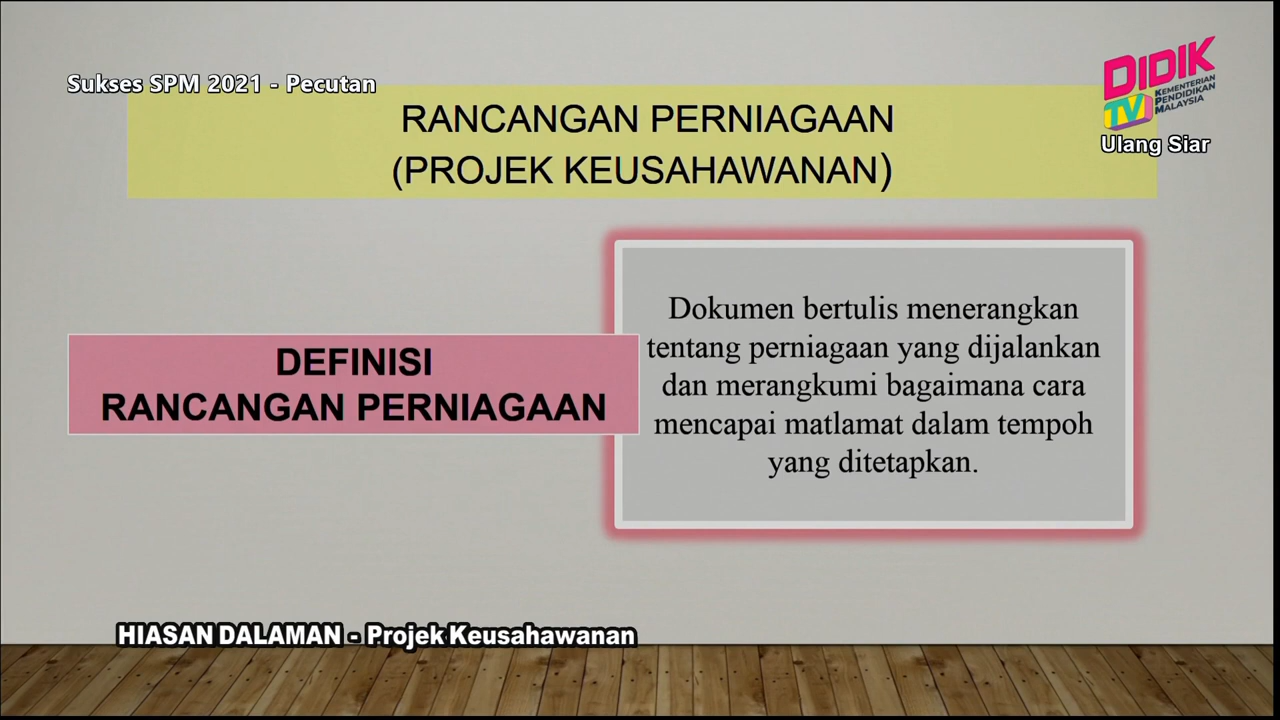 Sukses SPM 2021 - Pecutan
DIDIK
TV
KPM
KEMENTERIAN
PENDIDIKAN
MALAYSIA
Ulang Siar
RANCANGAN PERNIAGAAN
(PROJEK KEUSAHAWANAN)
DEFINISI
RANCANGAN PERNIAGAAN
Dokumen bertulis menerangkan
tentang perniagaan yang dijalankan
dan merangkumi bagaimana cara
mencapai matlamat dalam tempoh
yang ditetapkan.
HIASAN DALAMAN - Projek Keusahawanan